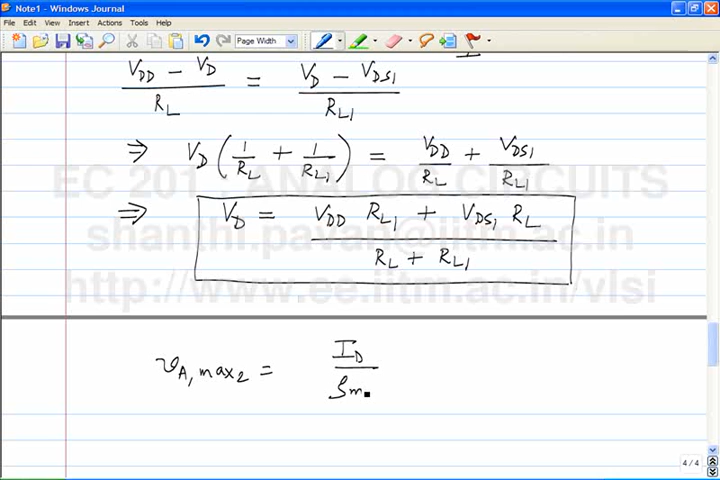 Note1 - Windows Journal
File Edit View Insert Actions Tools Help
Page Width
V_DD - V_D / R_L = V_D - V_DS1 / R_L1
⇒ V_D ( 1/R_L + 1/R_L1 ) = V_DD/R_L + V_DS1/R_L1
EC 201 : ANALOG CIRCUITS
⇒ V_D = V_DD R_L1 + V_DS1 R_L / R_L + R_L1
shanthi.pavan@iitm.ac.in
http://www.ee.iitm.ac.in/vlsi
v_A, max2 = I_D / g_m
4 / 4